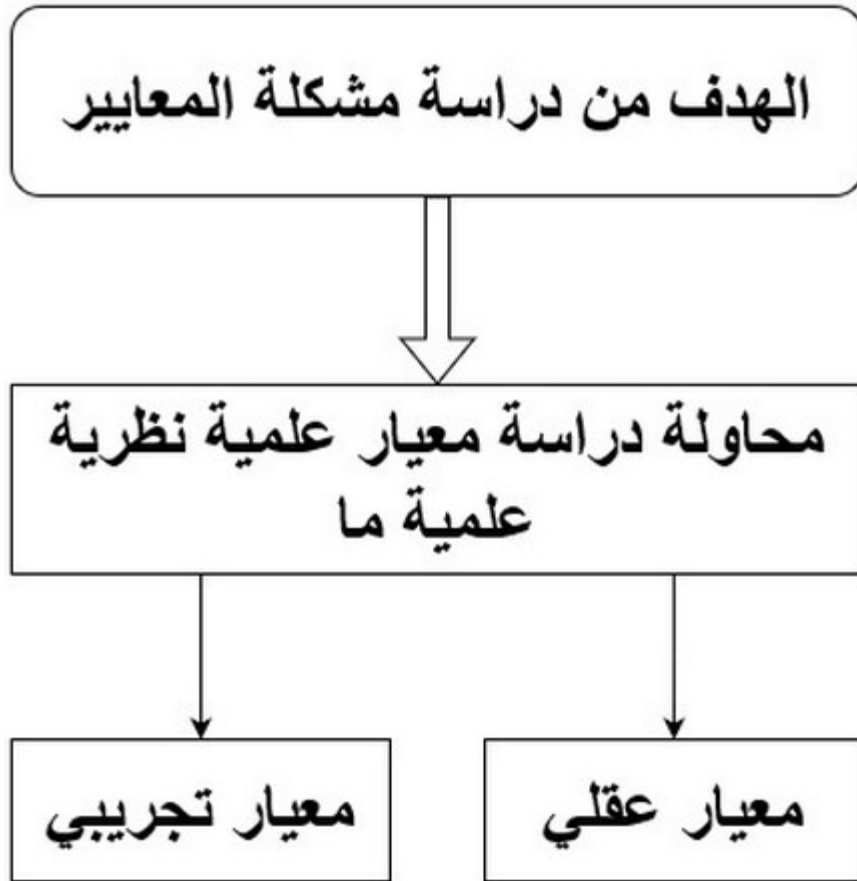 الهدف من دراسة مشكلة المعايير
محاولة دراسة معيار علمية نظرية
علمية ما
معيار عقلي
معيار تجريبي